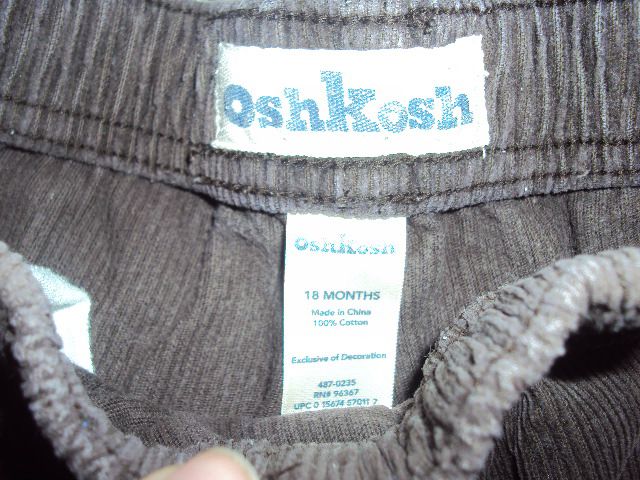 OshKosh
oshkosh
18 MONTHS
Made in China
100% Cotton
Exclusive of Decoration
487-0235
RN# 96367
UPC 0 15674 57011 7